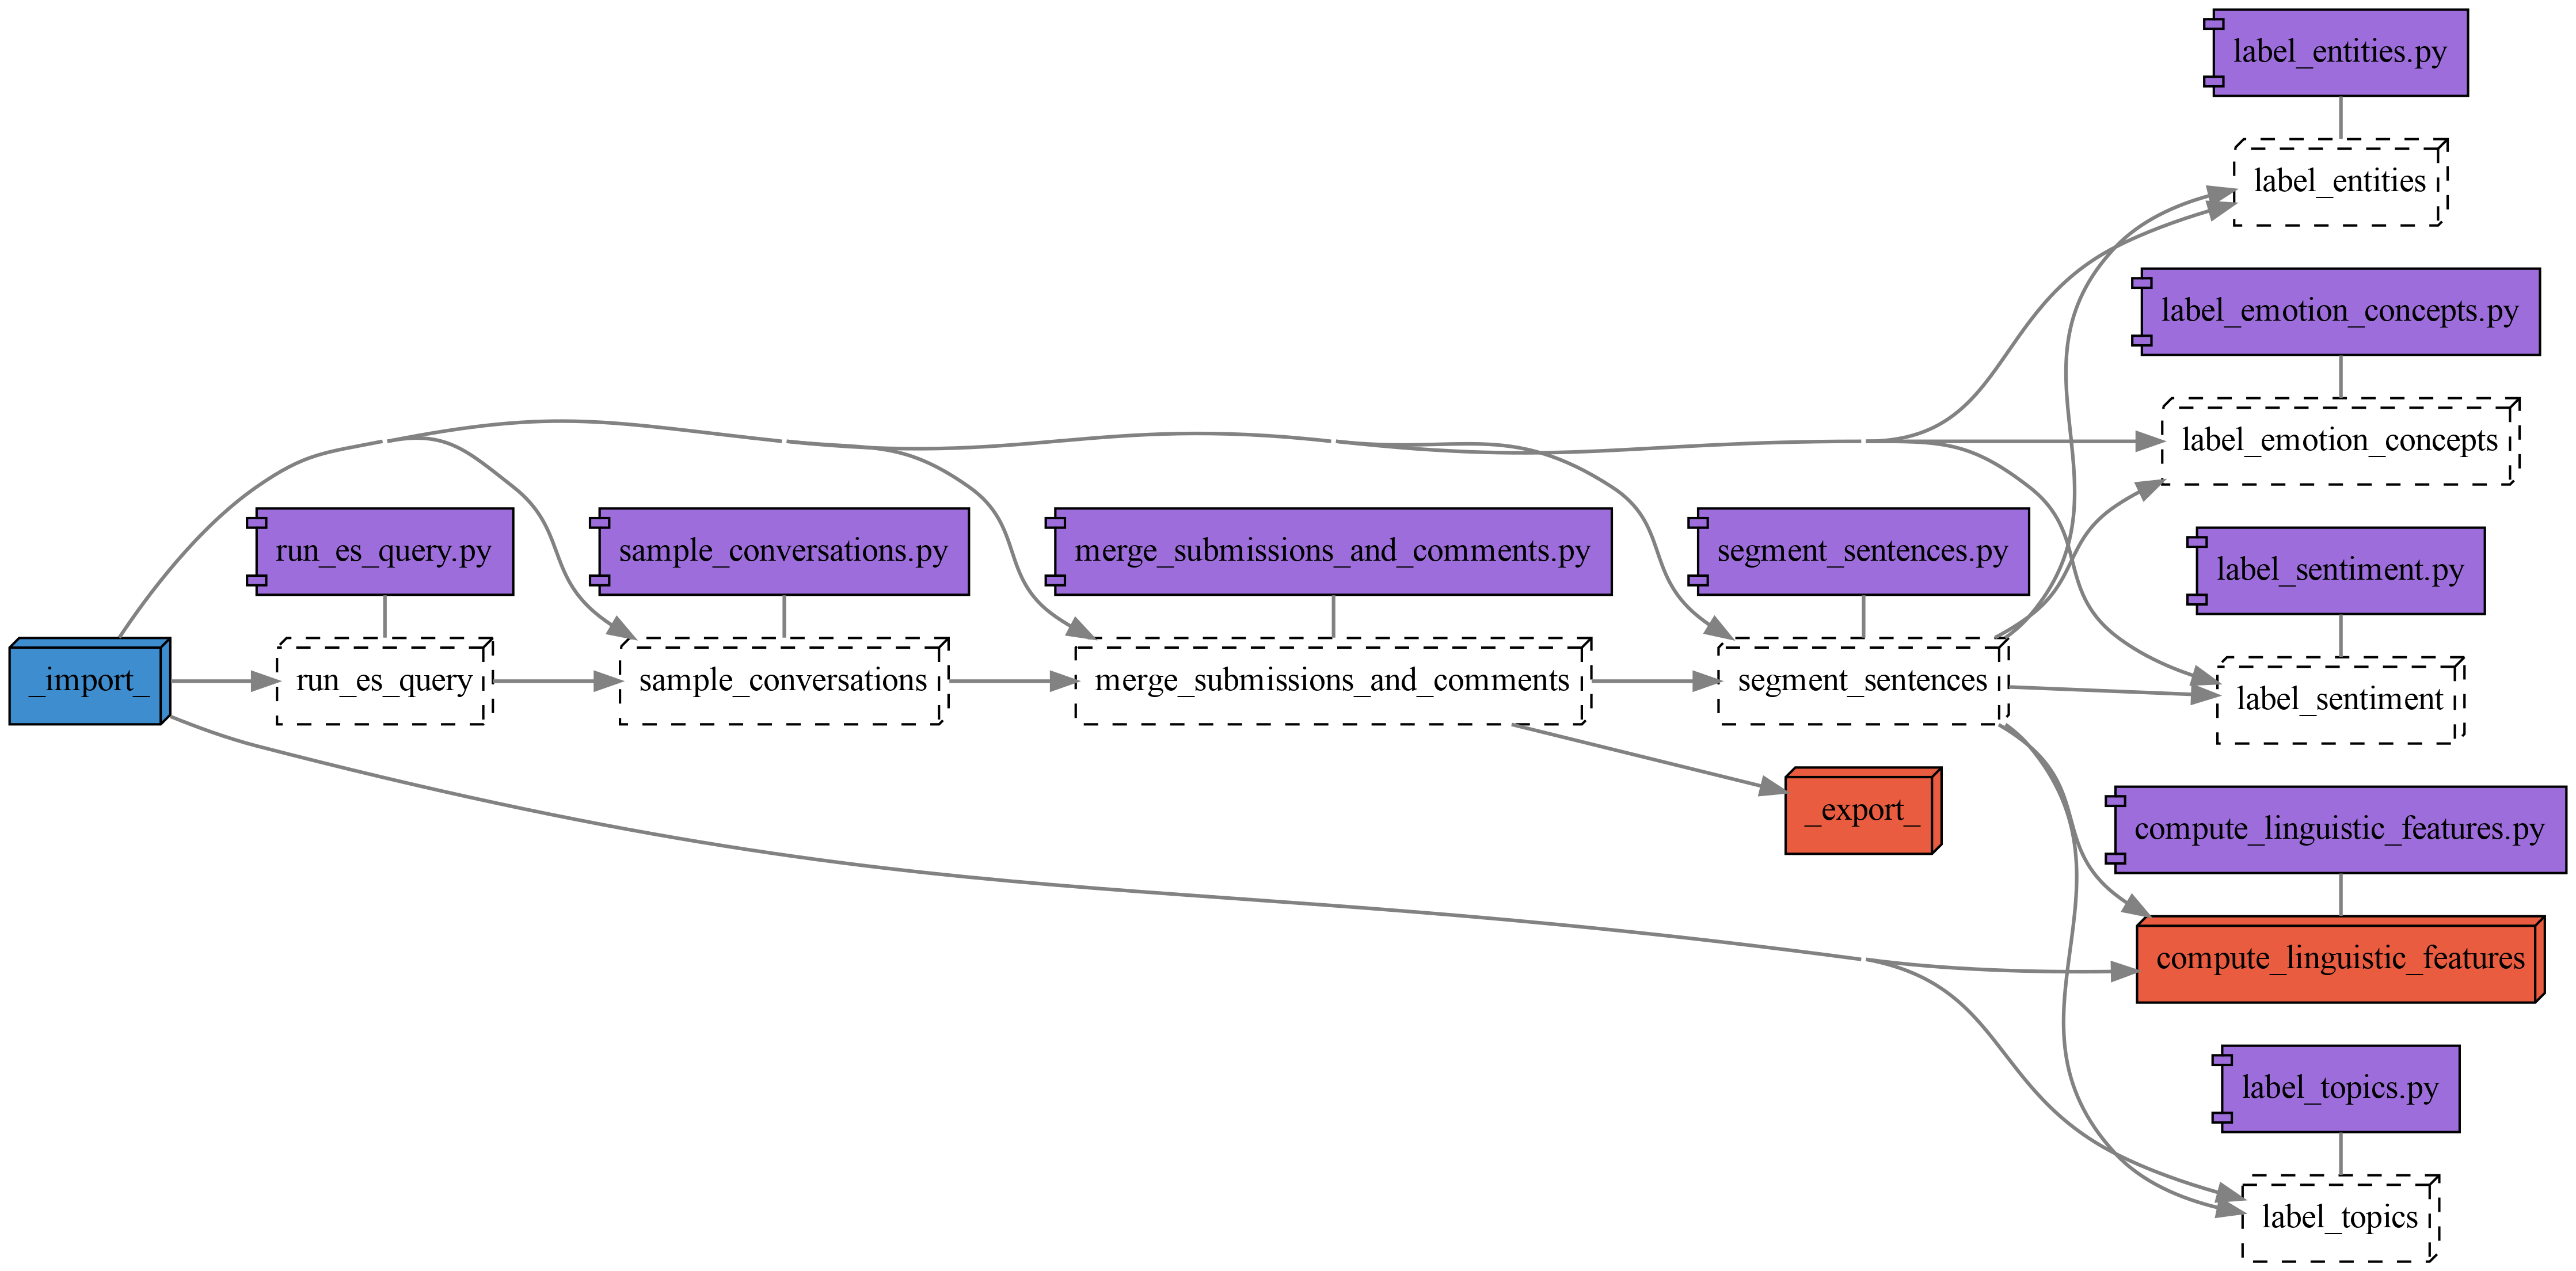 label_entities.py
label_entities
label_emotion_concepts.py
label_emotion_concepts
run_es_query.py
sample_conversations.py
merge_submissions_and_comments.py
segment_sentences.py
label_sentiment.py
_import_
run_es_query
sample_conversations
merge_submissions_and_comments
segment_sentences
label_sentiment
_export_
compute_linguistic_features.py
compute_linguistic_features
label_topics.py
label_topics